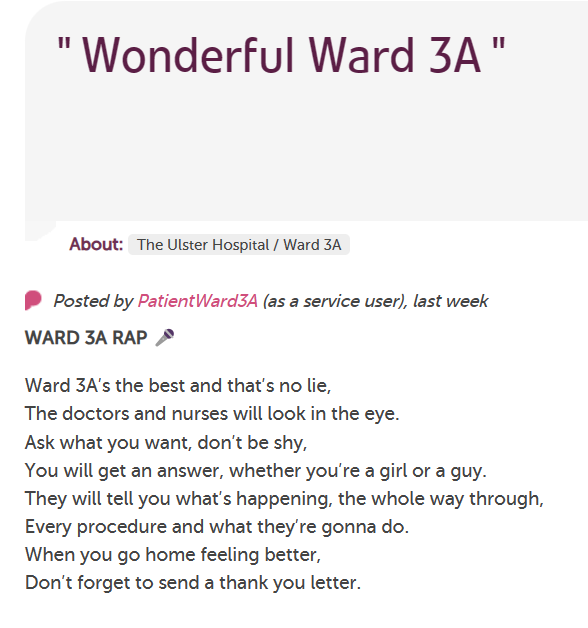 " Wonderful Ward 3A "
About: The Ulster Hospital / Ward 3A
Posted by PatientWard3A (as a service user), last week
WARD 3A RAP 🎤
Ward 3A's the best and that's no lie,
The doctors and nurses will look in the eye.
Ask what you want, don't be shy,
You will get an answer, whether you're a girl or a guy.
They will tell you what's happening, the whole way through,
Every procedure and what they're gonna do.
When you go home feeling better,
Don't forget to send a thank you letter.